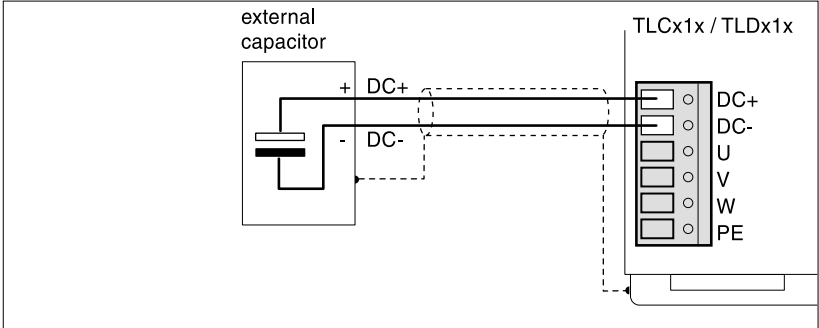 external
capacitor
TLCx1x / TLDx1x
+ DC+
- DC-
DC+
DC-
U
V
W
PE